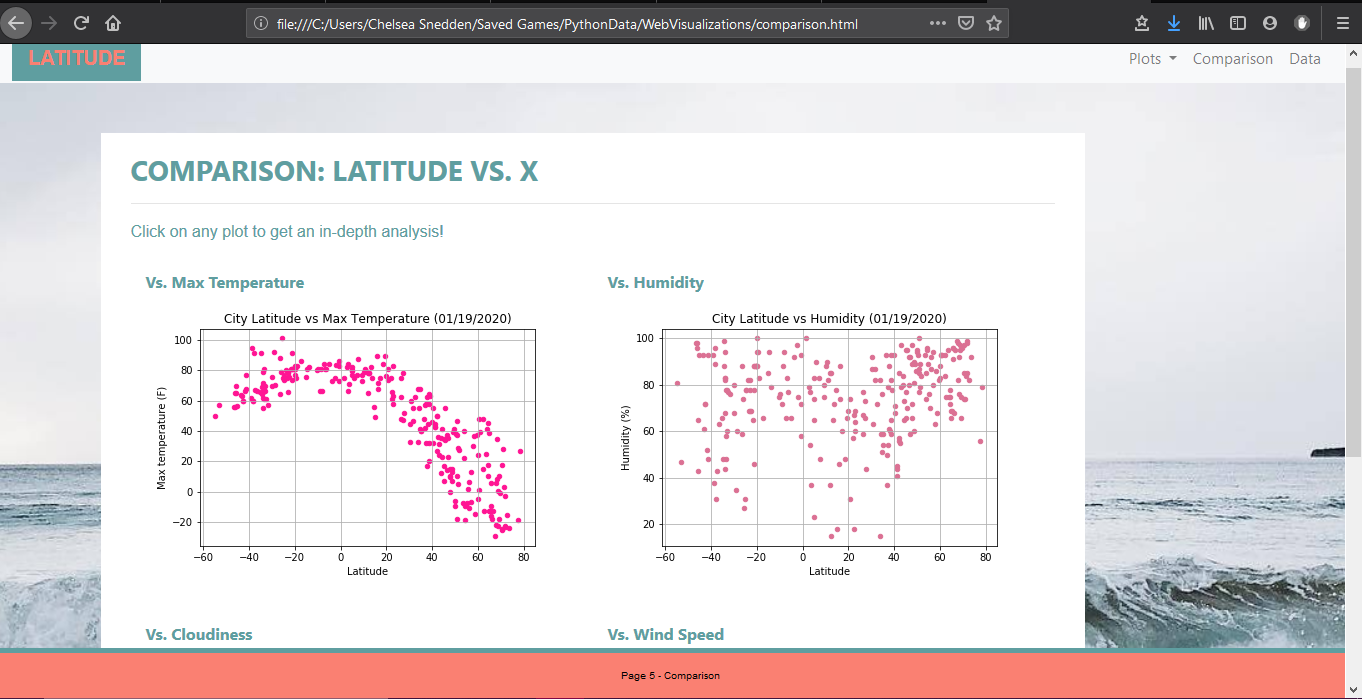 file:///C:/Users/Chelsea Snedden/Saved Games/PythonData/WebVisualizations/comparison.html
LATITUDE
Plots Comparison Data
COMPARISON: LATITUDE VS. X
Click on any plot to get an in-depth analysis!
Vs. Max Temperature
City Latitude vs Max Temperature (01/19/2020)
100
80
60
40
20
0
−20
Max temperature (F)
−60 −40 −20 0 20 40 60 80
Latitude
Vs. Humidity
City Latitude vs Humidity (01/19/2020)
100
80
60
40
20
Humidity (%)
−60 −40 −20 0 20 40 60 80
Latitude
Vs. Cloudiness
Vs. Wind Speed
Page 5 - Comparison